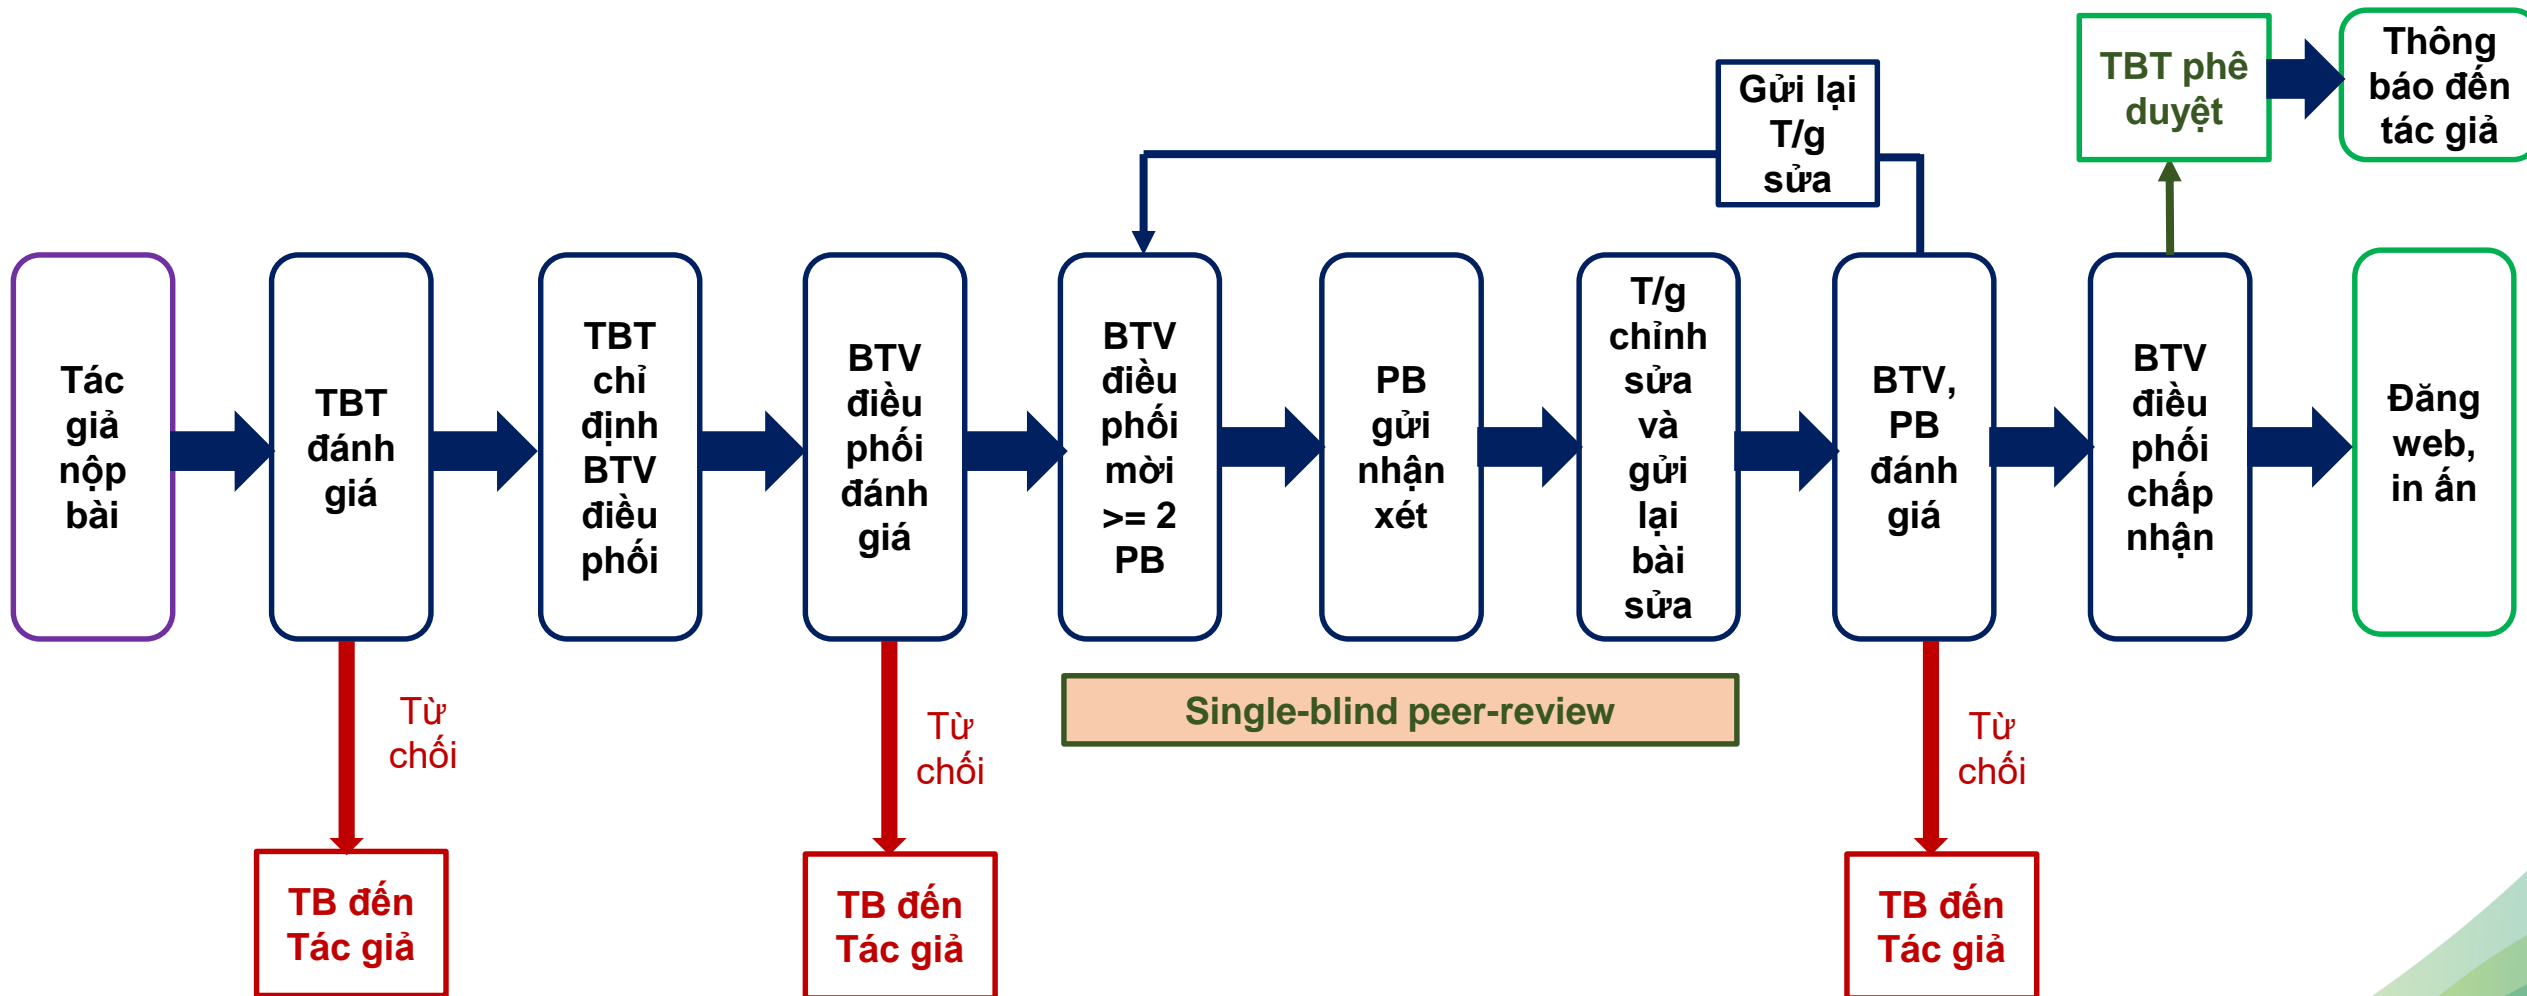 Tác
giả
nộp
bài
TBT
đánh
giá
TBT
chỉ
định
BTV
điều
phối
BTV
điều
phối
đánh
giá
BTV
điều
phối
mời
>= 2
PB
PB
gửi
nhận
xét
T/g
chỉnh
sửa
và
gửi
lại
bài
sửa
BTV,
PB
đánh
giá
BTV
điều
phối
chấp
nhận
Đăng
web,
in ấn
Gửi lại
T/g
sửa
TBT phê
duyệt
Thông
báo đến
tác giả
Single-blind peer-review
Từ
chối
TB đến
Tác giả
Từ
chối
TB đến
Tác giả
Từ
chối
TB đến
Tác giả